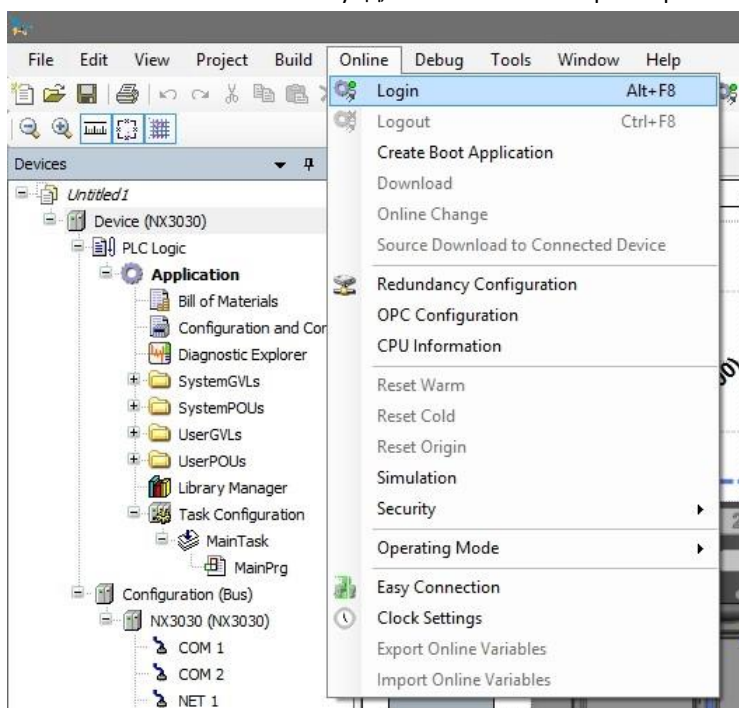 File Edit View Project Build Online Debug Tools Window Help
Login Alt+F8
Logout Ctrl+F8
Create Boot Application
Download
Online Change
Source Download to Connected Device
Redundancy Configuration
OPC Configuration
CPU Information
Reset Warm
Reset Cold
Reset Origin
Simulation
Security
Operating Mode
Easy Connection
Clock Settings
Export Online Variables
Import Online Variables
Devices
Untitled1
Device (NX3030)
PLC Logic
Application
Bill of Materials
Configuration and Con
Diagnostic Explorer
SystemGVLs
SystemPOUs
UserGVLs
UserPOUs
Library Manager
Task Configuration
MainTask
MainPrg
Configuration (Bus)
NX3030 (NX3030)
COM 1
COM 2
NET 1